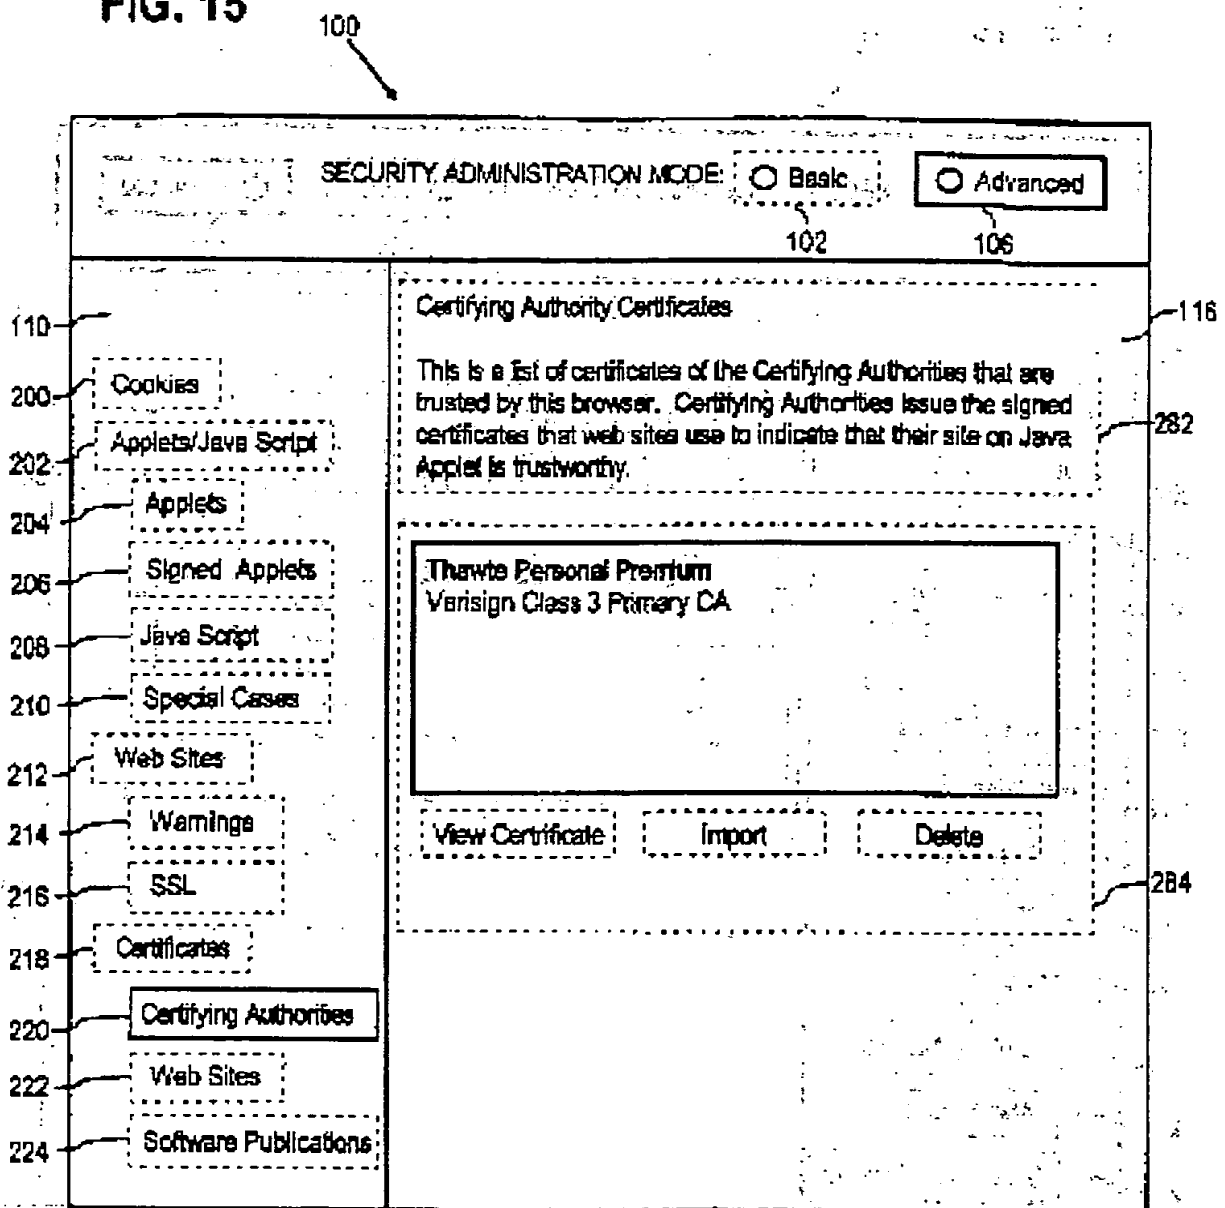 FIG. 15
100
SECURITY ADMINISTRATION MODE: Basic Advanced
102 106
110
Cookies
200
Applets/Java Script
202
Applets
204
Signed Applets
206
Java Script
208
Special Cases
210
Web Sites
212
Warnings
214
SSL
216
Certificates
218
Certifying Authorities
220
Web Sites
222
Software Publications
224
Certifying Authority Certificates
116
This is a list of certificates of the Certifying Authorities that are
trusted by this browser. Certifying Authorities issue the signed
certificates that web sites use to indicate that their site on Java
Applet is trustworthy.
282
Thawte Personal Premium
Verisign Class 3 Primary CA
View Certrificate Import Delete
284